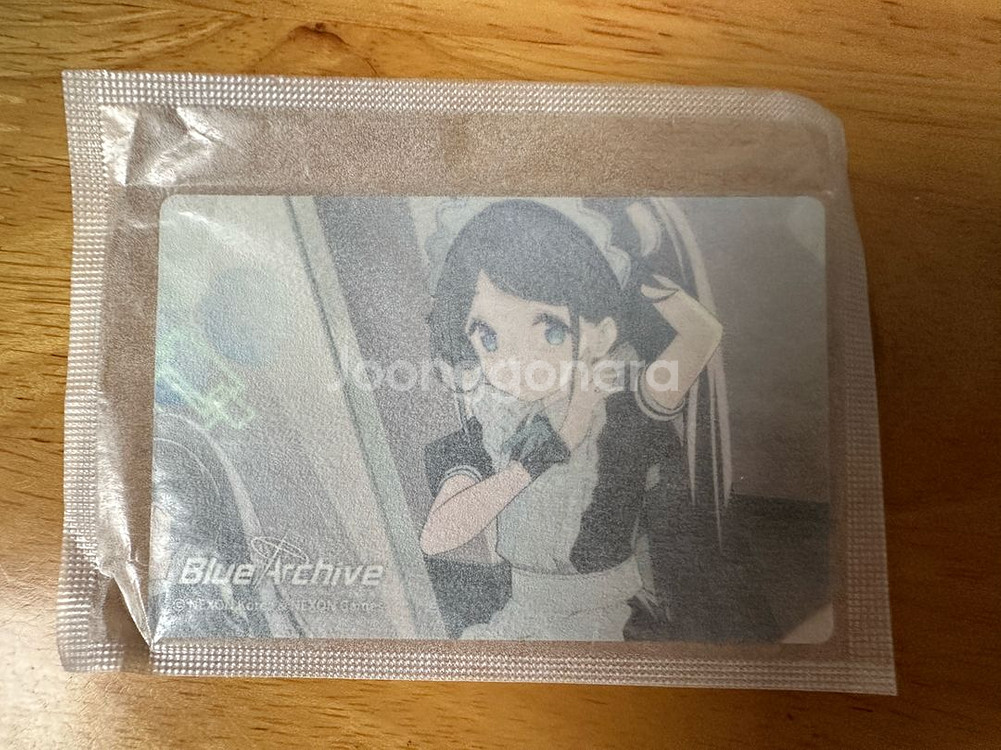 Joonggonara
Blue Archive
© NEXON Korea & NEXON Games